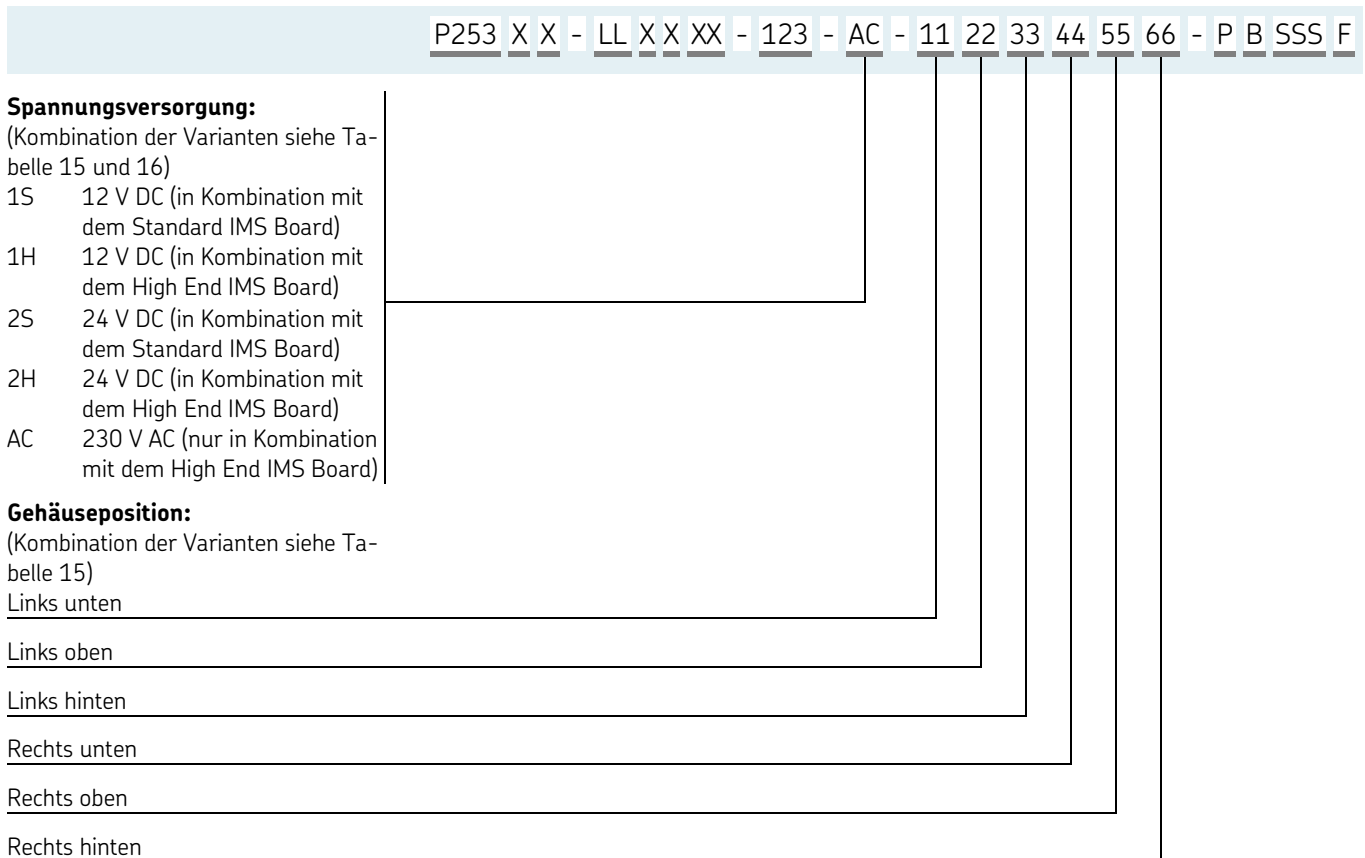 P253 X X - LL X X XX - 123 - AC - 11 22 33 44 55 66 - P B SSS F
Spannungsversorgung:
(Kombination der Varianten siehe Ta-
belle 15 und 16)
1S 12 V DC (in Kombination mit
dem Standard IMS Board)
1H 12 V DC (in Kombination mit
dem High End IMS Board)
2S 24 V DC (in Kombination mit
dem Standard IMS Board)
2H 24 V DC (in Kombination mit
dem High End IMS Board)
AC 230 V AC (nur in Kombination
mit dem High End IMS Board)
Gehäuseposition:
(Kombination der Varianten siehe Ta-
belle 15)
Links unten
Links oben
Links hinten
Rechts unten
Rechts oben
Rechts hinten